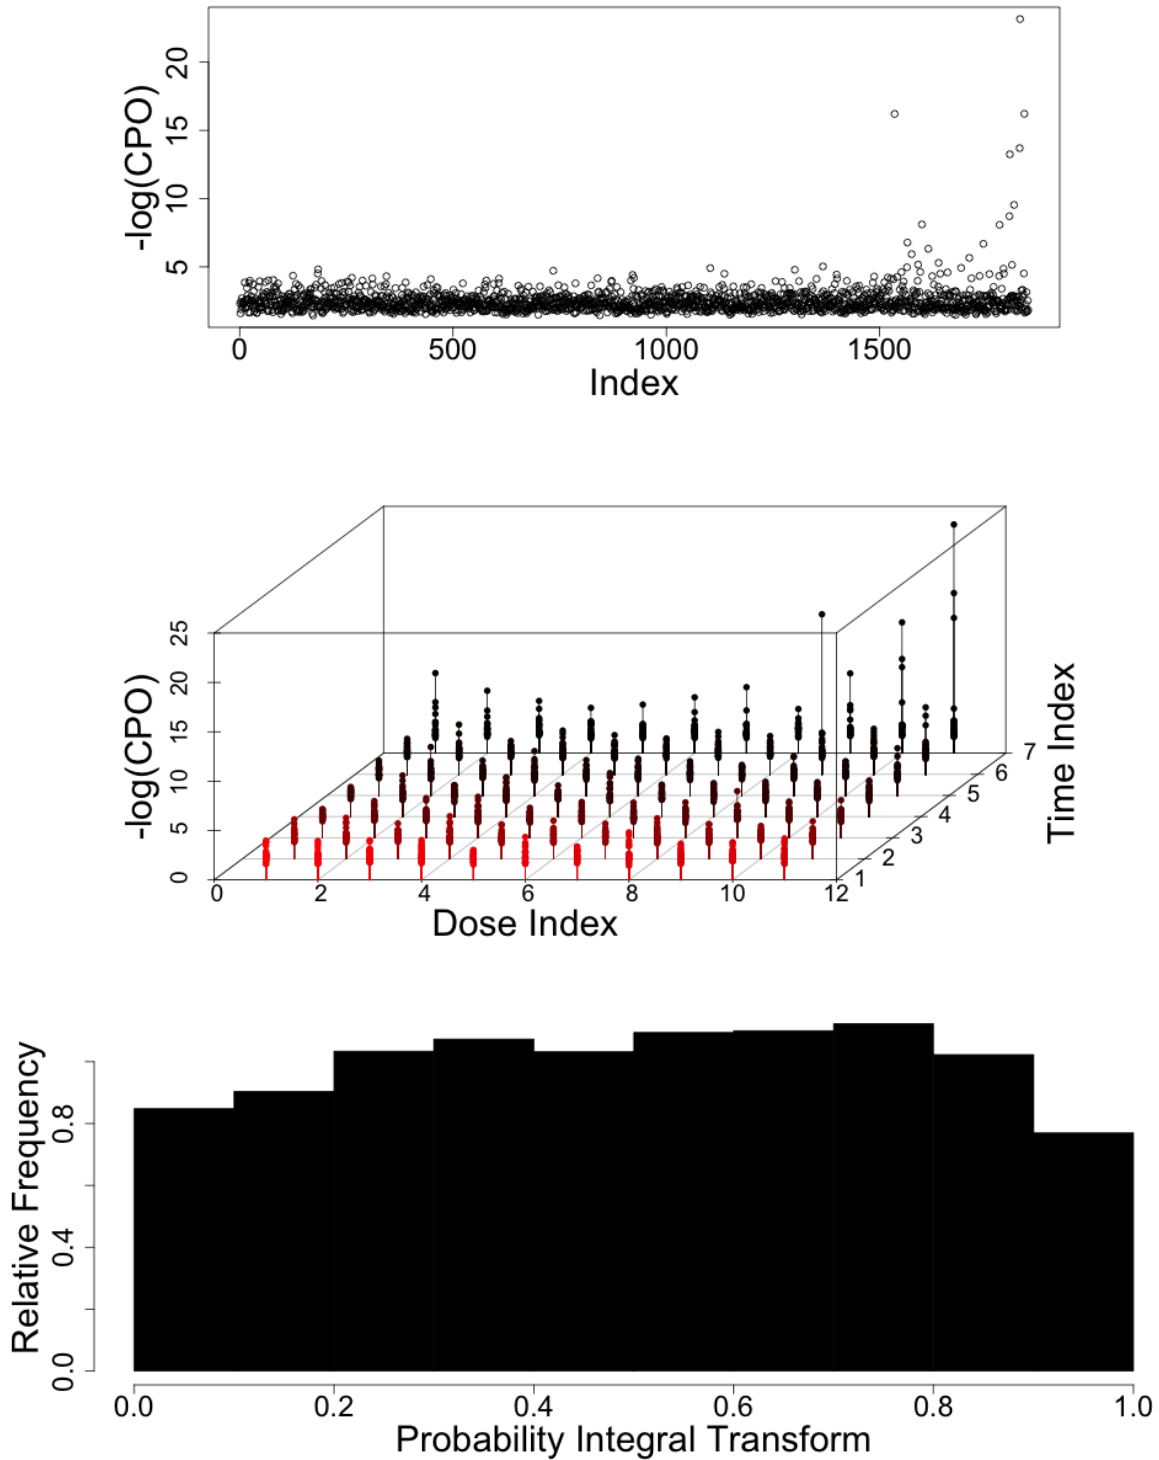 -log(CPO)
20
15
10
5
0 500 1000 1500
Index
-log(CPO)
25
20
15
10
5
0
0 2 4 6 8 10 12
Dose Index
1 2 3 4 5 6 7
Time Index
Relative Frequency
0.8
0.4
0.0
0.0 0.2 0.4 0.6 0.8 1.0
Probability Integral Transform